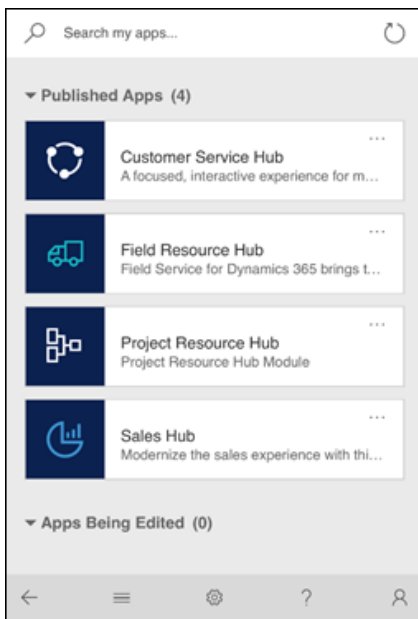 Search my apps...
Published Apps (4)
...
Customer Service Hub
A focused, interactive experience for m...
...
Field Resource Hub
Field Service for Dynamics 365 brings t...
...
Project Resource Hub
Project Resource Hub Module
...
Sales Hub
Modernize the sales experience with thi...
Apps Being Edited (0)
?